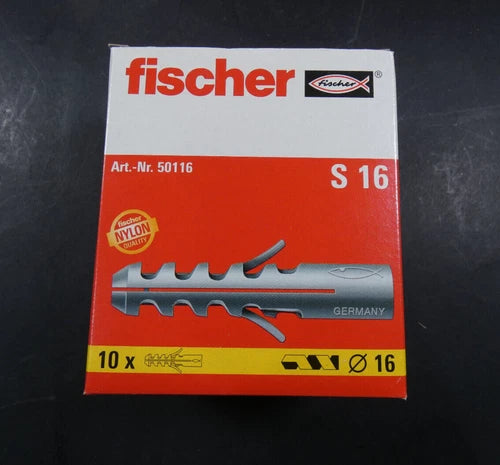 fischer
fischer
®
Art.-Nr. 50116
S 16
fischer
NYLON
QUALITY
GERMANY
10 x
Ø 16